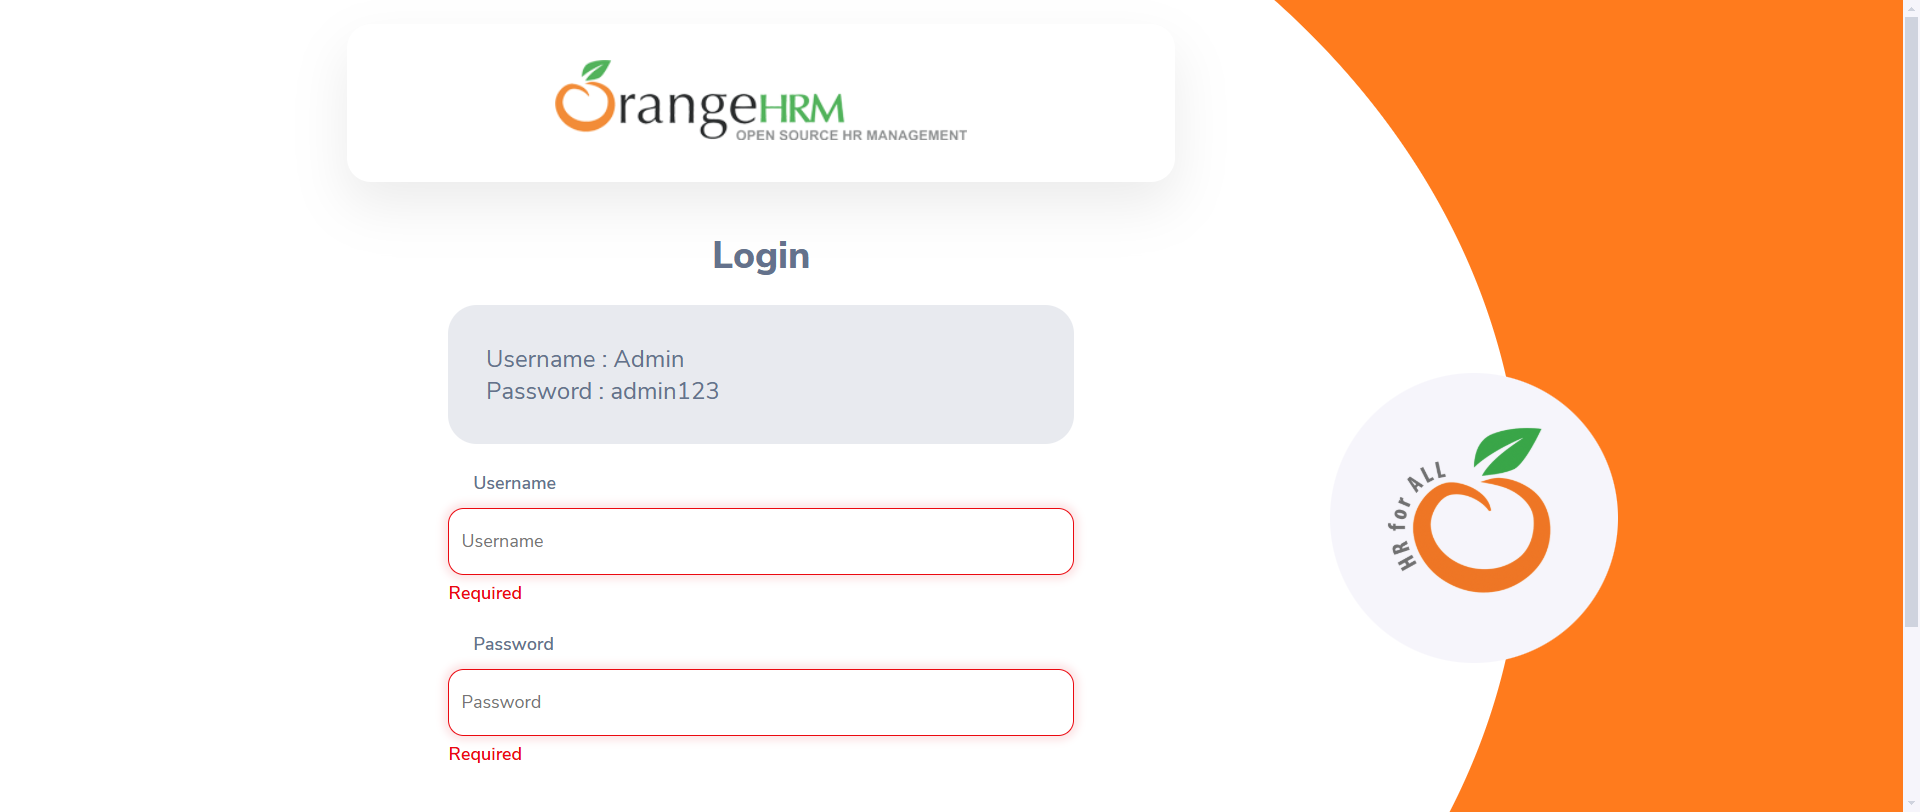 OrangeHRM
OPEN SOURCE HR MANAGEMENT
Login
Username : Admin
Password : admin123
Username
Username
Required
Password
Password
Required
HR for ALL